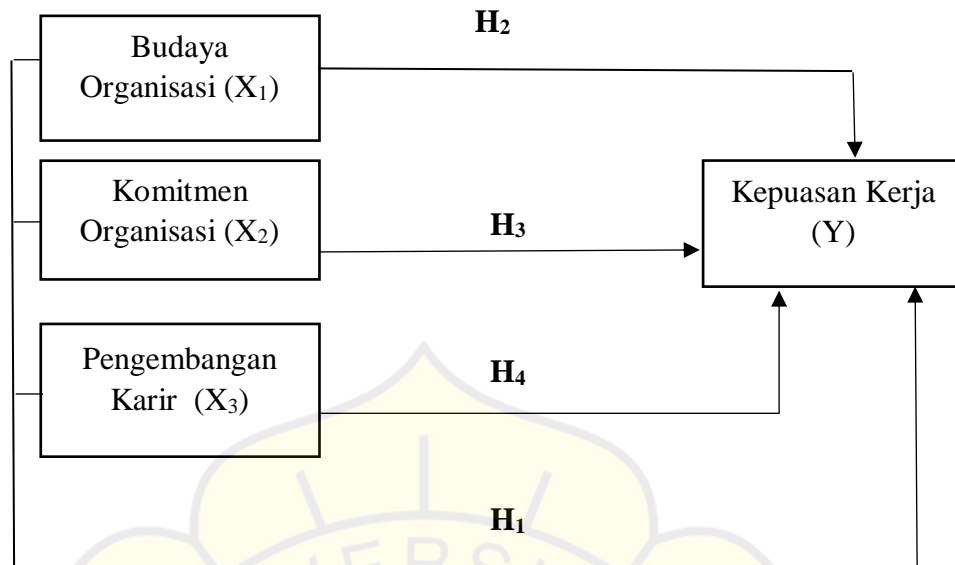 H₂
Budaya
Organisasi (X₁)
Komitmen
Organisasi (X₂)
Kepuasan Kerja
(Y)
H₃
Pengembangan
Karir (X₃)
H₄
H₁